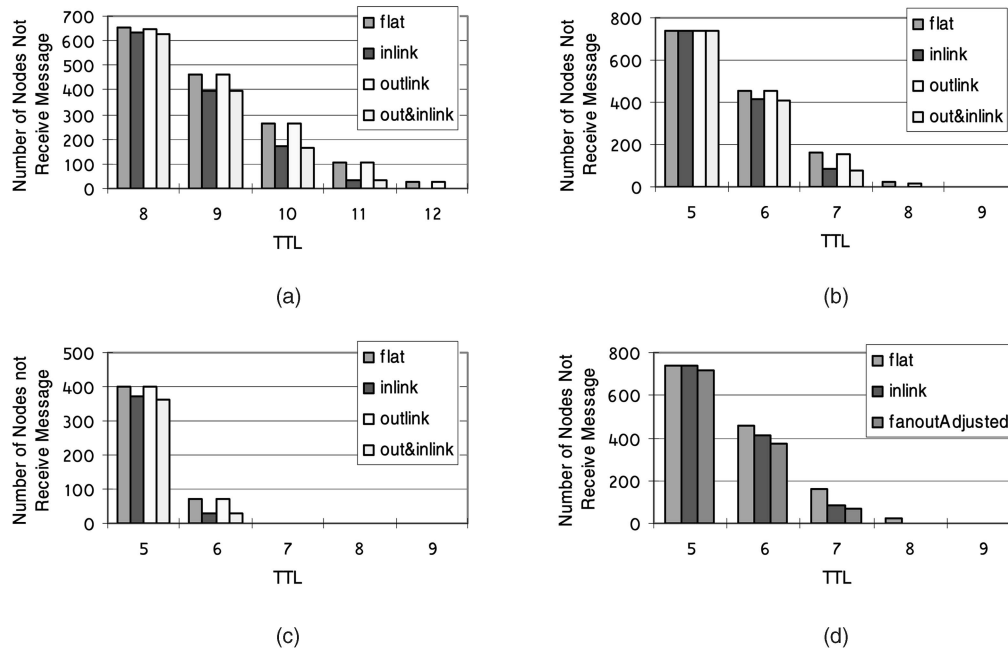 Number of Nodes Not
Receive Message
700
600
500
400
300
200
100
0
8 9 10 11 12
TTL
flat
inlink
outlink
out&inlink
(a)
Number of Nodes Not
Receive Message
800
600
400
200
0
5 6 7 8 9
TTL
flat
inlink
outlink
out&inlink
(b)
Number of Nodes not
Receive Message
500
400
300
200
100
0
5 6 7 8 9
TTL
flat
inlink
outlink
out&inlink
(c)
Number of Nodes Not
Receive Message
800
600
400
200
0
5 6 7 8 9
TTL
flat
inlink
fanoutAdjusted
(d)